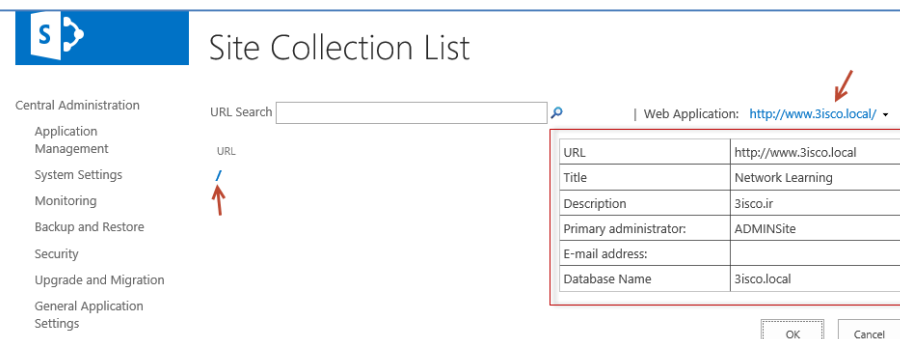 S
Site Collection List
Central Administration
Application
Management
System Settings
Monitoring
Backup and Restore
Security
Upgrade and Migration
General Application
Settings
URL Search
| Web Application: http://www.3isco.local/
URL
/
URL http://www.3isco.local
Title Network Learning
Description 3isco.ir
Primary administrator: ADMINSite
E-mail address:
Database Name 3isco.local
OK Cancel